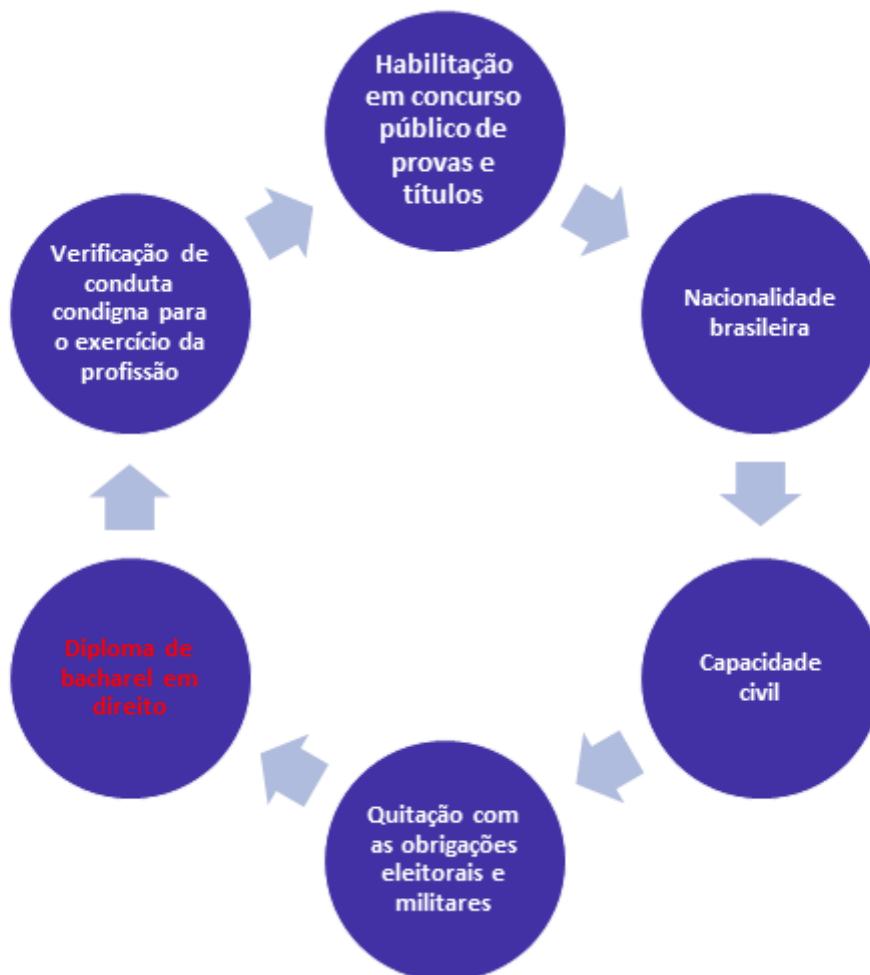 Habilitação
em concurso
público de
provas e
títulos
Nacionalidade
brasileira
Capacidade
civil
Quitação com
as obrigações
eleitorais e
militares
Diploma de
bacharel em
direito
Verificação de
conduta
condigna para
o exercício da
profissão